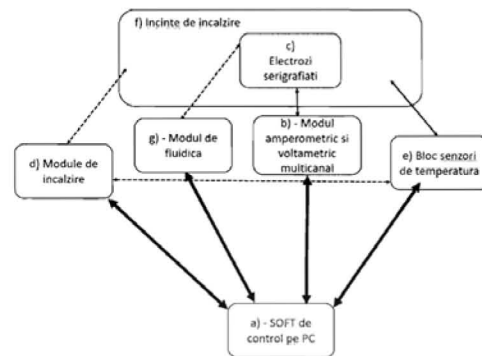 f) Incinte de incalzire
c)
Electrozi
serigrafiati
g) - Modul de
fluidica
b) - Modul
amperometric si
voltametric
multicanal
d) Module de
incalzire
e) Bloc senzori
de temperatura
a) - SOFT de
control pe PC